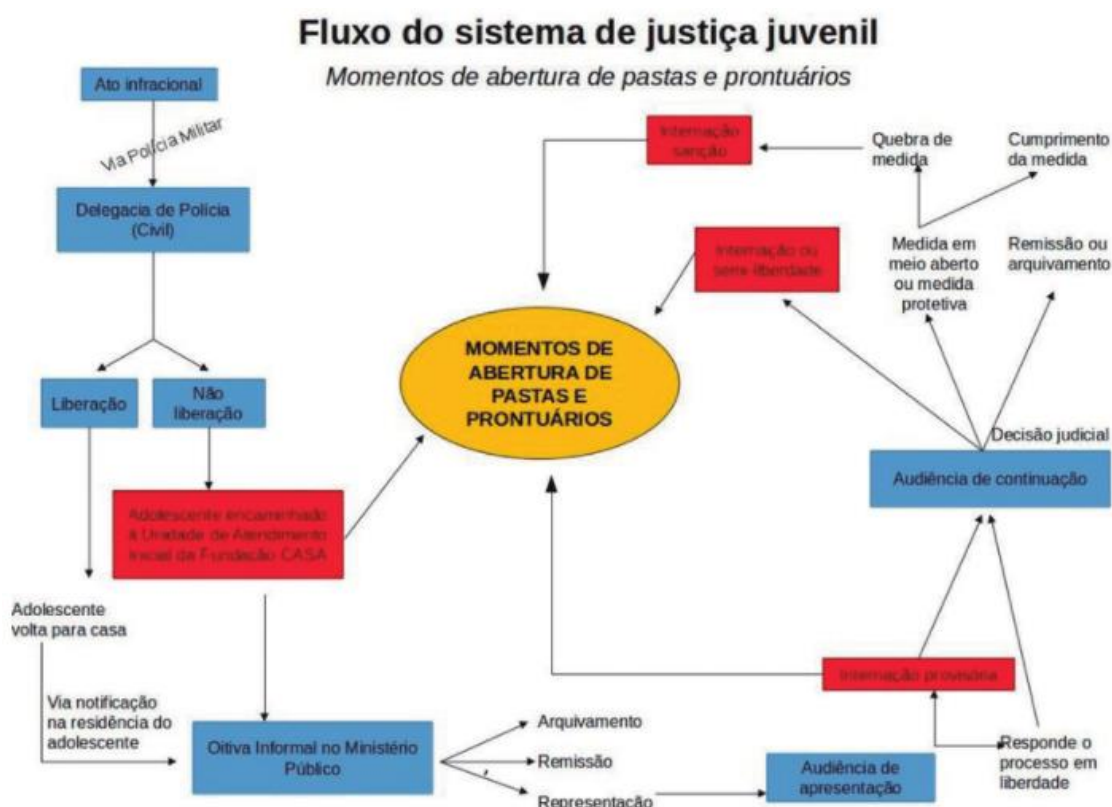 Fluxo do sistema de justiça juvenil
Momentos de abertura de pastas e prontuários
Ato infracional
Via Polícia Militar
Delegacia de Polícia
(Civil)
Liberação
Não
liberação
Adolescente encaminhado
à Unidade de Atendimento
Inicial da Fundação CASA
Adolescente
volta para casa
Via notificação
na residência do
adolescente
Oitiva Informal no Ministério
Público
Arquivamento
Remissão
Representação
Audiência de
apresentação
Responde o
processo em
liberdade
Internação provisória
Audiência de continuação
Decisão judicial
Internação ou
semi-liberdade
Medida em
meio aberto
ou medida
protetiva
Remissão ou
arquivamento
Quebra de
medida
Cumprimento
da medida
Internação
sanção
MOMENTOS DE
ABERTURA DE
PASTAS E
PRONTUÁRIOS